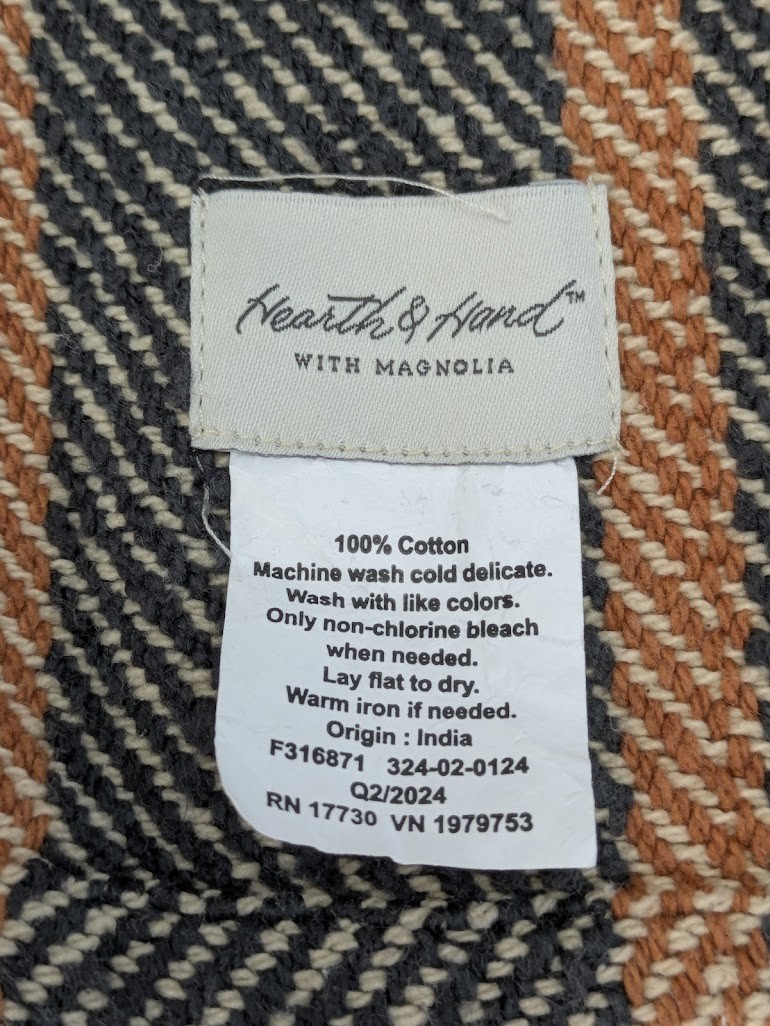 Hearth & Hand™
WITH MAGNOLIA
100% Cotton
Machine wash cold delicate.
Wash with like colors.
Only non-chlorine bleach
when needed.
Lay flat to dry.
Warm iron if needed.
Origin : India
F316871 324-02-0124
Q2/2024
RN 17730 VN 1979753